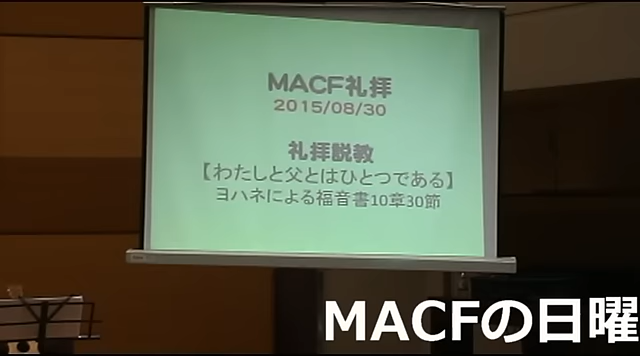 MACF礼拝
2015/08/30
礼拝説教
【わたしと父とはひとつである】
ヨハネによる福音書10章30節
MACFの日曜